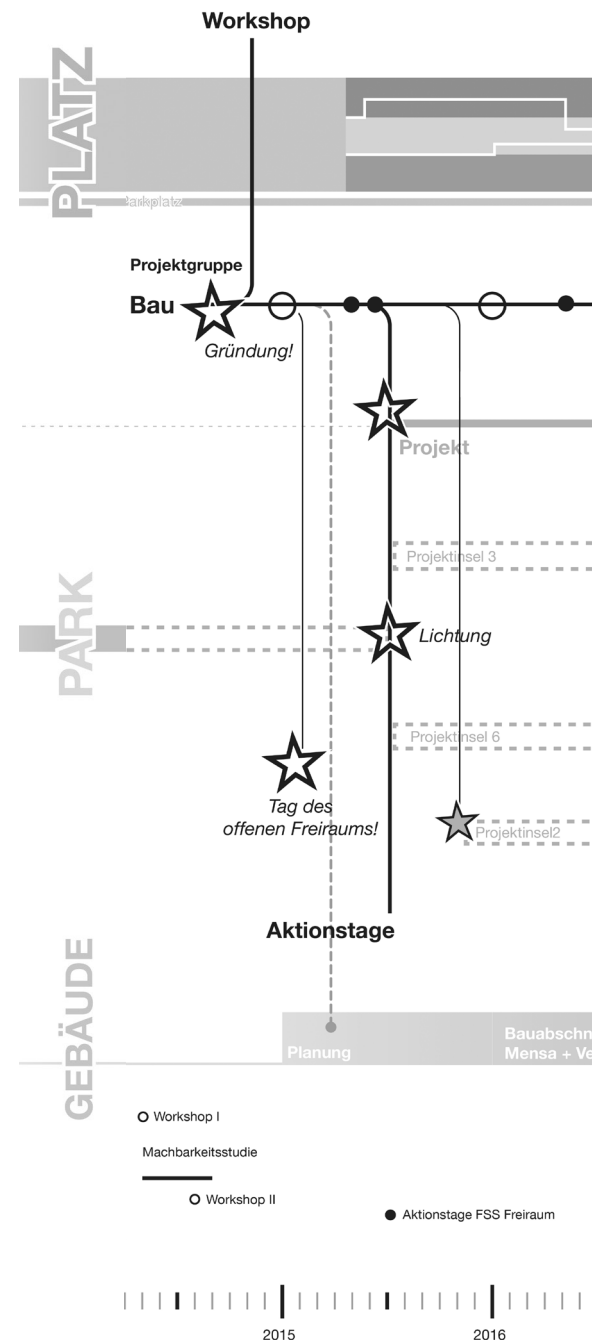 Workshop
PLATZ
Parkplatz
Projektgruppe
Bau
Gründung!
Projekt
Projektinsel 3
PARK
Lichtung
Projektinsel 6
Tag des
offenen Freiraums!
Projektinsel2
Aktionstage
GEBÄUDE
Planung
Bauabschn
Mensa + Ve
Workshop I
Machbarkeitsstudie
Workshop II
Aktionstage FSS Freiraum
2015
2016